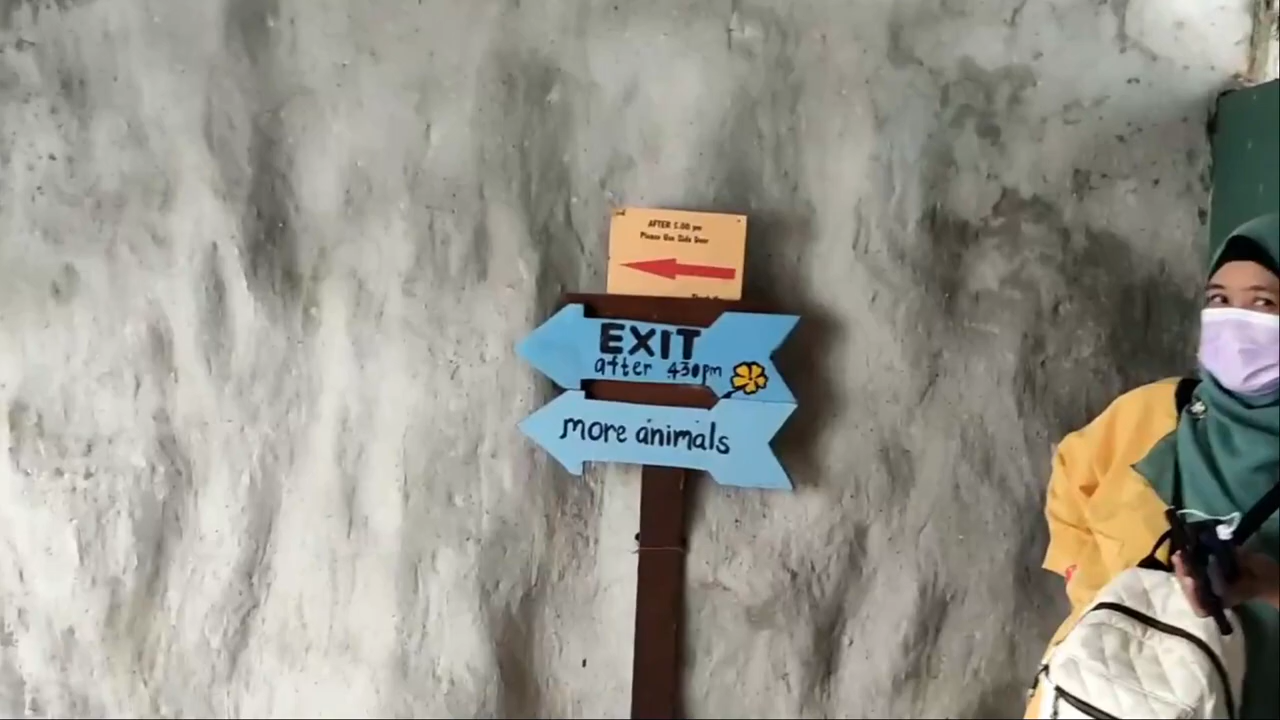 AFTER 5.00 pm
Please Use Side Door
EXIT
after 430pm
more animals